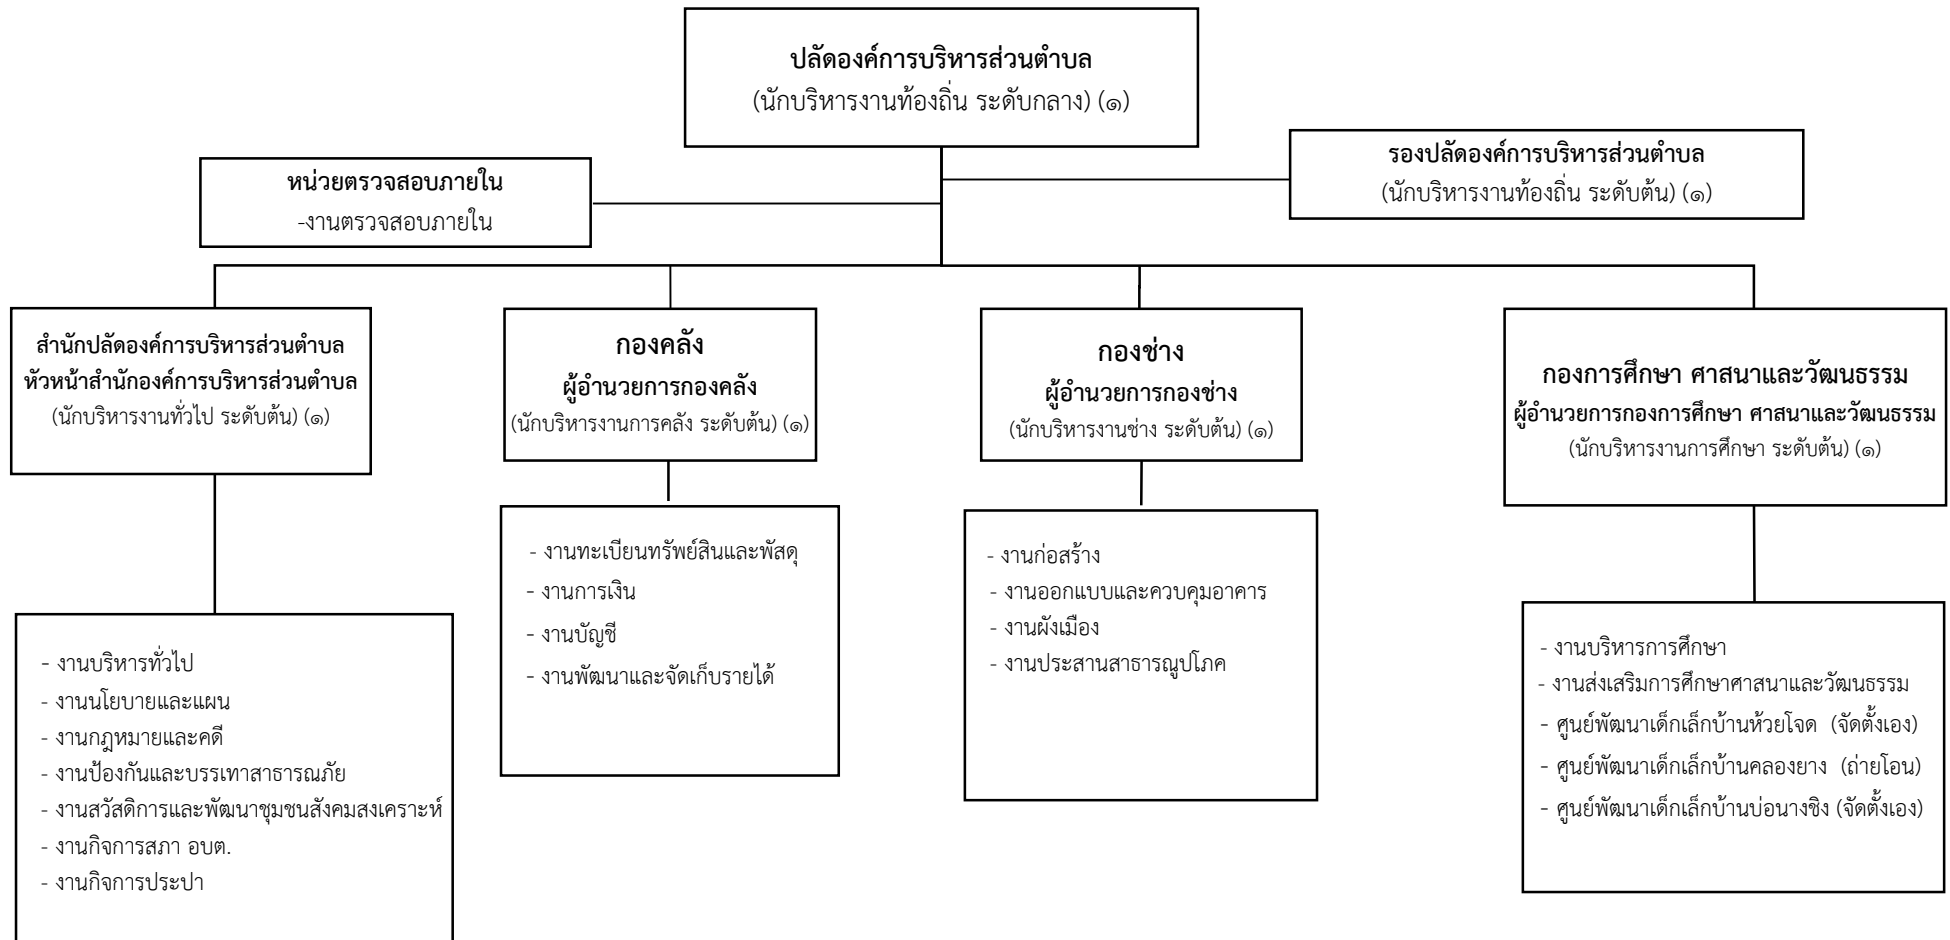 ปลัดองค์การบริหารส่วนตำบล
(นักบริหารงานท้องถิ่น ระดับกลาง) (๑)
รองปลัดองค์การบริหารส่วนตำบล
(นักบริหารงานท้องถิ่น ระดับต้น) (๑)
หน่วยตรวจสอบภายใน
-งานตรวจสอบภายใน
สำนักปลัดองค์การบริหารส่วนตำบล
หัวหน้าสำนักองค์การบริหารส่วนตำบล
(นักบริหารงานทั่วไป ระดับต้น) (๑)
กองคลัง
ผู้อำนวยการกองคลัง
(นักบริหารงานการคลัง ระดับต้น) (๑)
กองช่าง
ผู้อำนวยการกองช่าง
(นักบริหารงานช่าง ระดับต้น) (๑)
กองการศึกษา ศาสนาและวัฒนธรรม
ผู้อำนวยการกองการศึกษา ศาสนาและวัฒนธรรม
(นักบริหารงานการศึกษา ระดับต้น) (๑)
- งานบริหารทั่วไป
- งานนโยบายและแผน
- งานกฎหมายและคดี
- งานป้องกันและบรรเทาสาธารณภัย
- งานสวัสดิการและพัฒนาชุมชนสังคมสงเคราะห์
- งานกิจการสภา อบต.
- งานกิจการประปา
- งานทะเบียนทรัพย์สินและพัสดุ
- งานการเงิน
- งานบัญชี
- งานพัฒนาและจัดเก็บรายได้
- งานก่อสร้าง
- งานออกแบบและควบคุมอาคาร
- งานผังเมือง
- งานประสานสาธารณูปโภค
- งานบริหารการศึกษา
- งานส่งเสริมการศึกษาศาสนาและวัฒนธรรม
- ศูนย์พัฒนาเด็กเล็กบ้านห้วยโจด (จัดตั้งเอง)
- ศูนย์พัฒนาเด็กเล็กบ้านคลองยาง (ถ่ายโอน)
- ศูนย์พัฒนาเด็กเล็กบ้านบ่อนางชิง (จัดตั้งเอง)